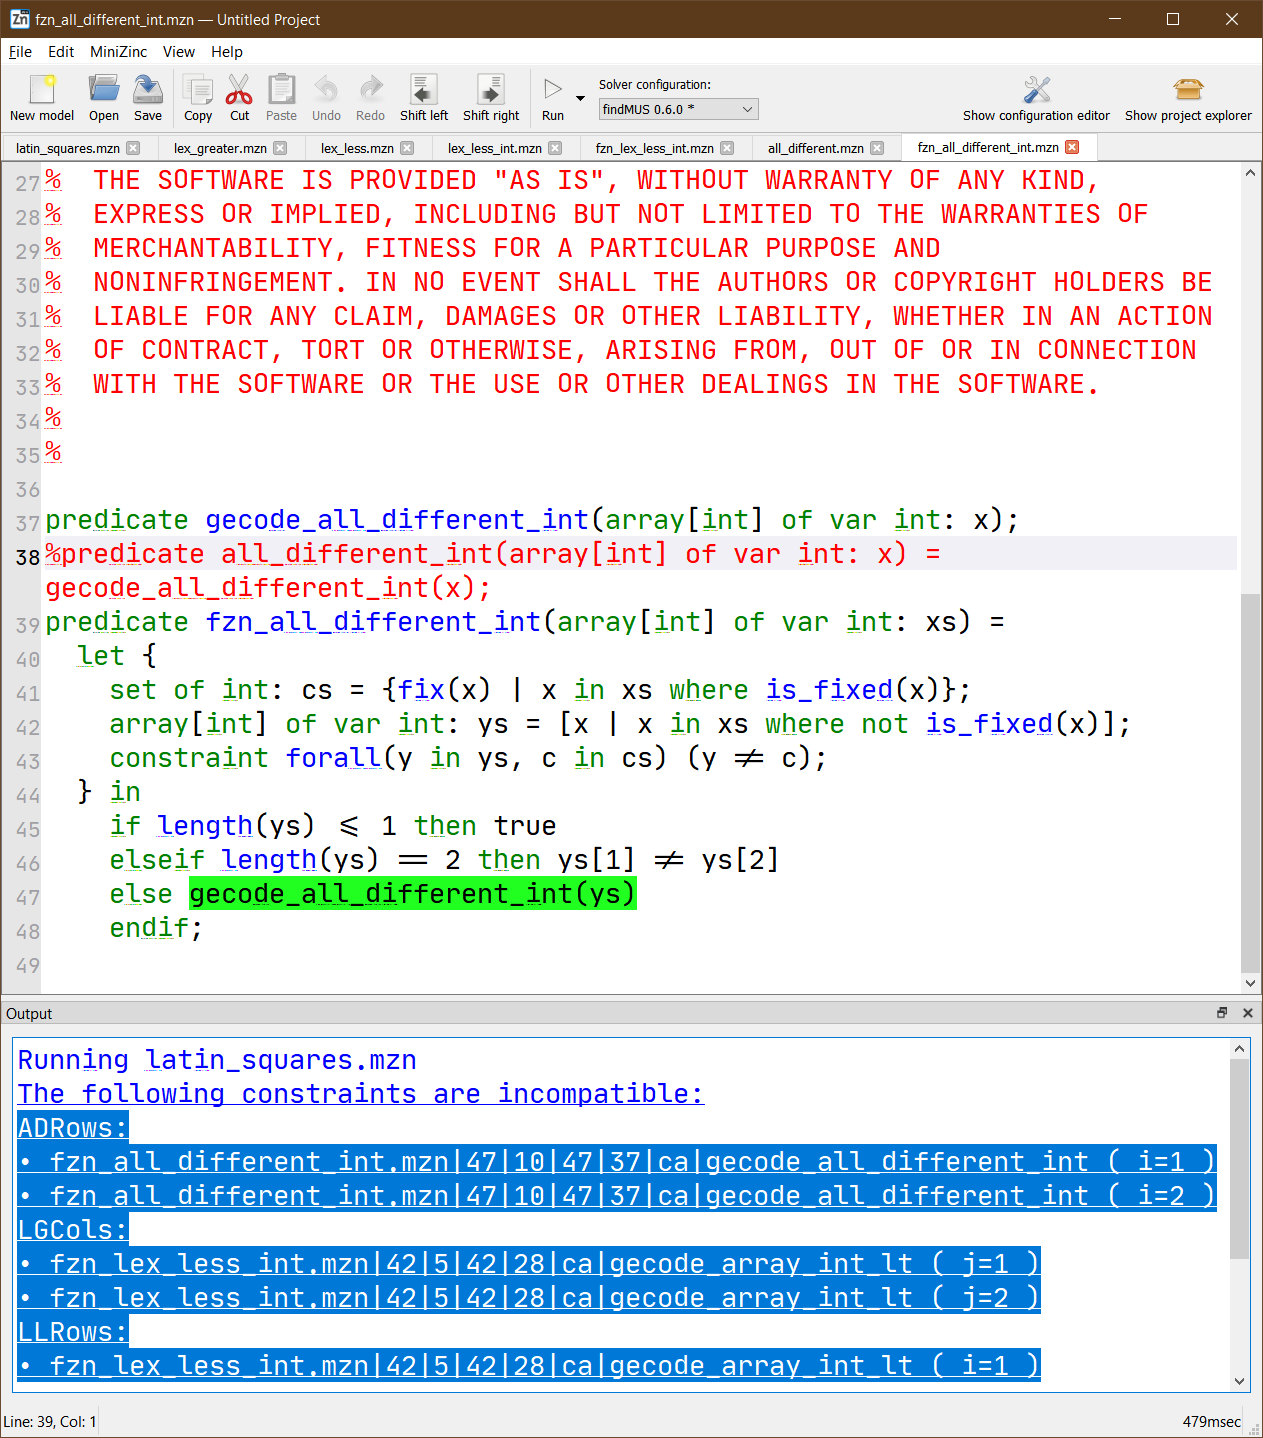 Zn fzn_all_different_int.mzn — Untitled Project
File Edit MiniZinc View Help
Solver configuration:
findMUS 0.6.0 *
New model Open Save Copy Cut Paste Undo Redo Shift left Shift right Run Show configuration editor Show project explorer
latin_squares.mzn lex_greater.mzn lex_less.mzn lex_less_int.mzn fzn_lex_less_int.mzn all_different.mzn fzn_all_different_int.mzn
27 %  THE SOFTWARE IS PROVIDED "AS IS", WITHOUT WARRANTY OF ANY KIND,
28 %  EXPRESS OR IMPLIED, INCLUDING BUT NOT LIMITED TO THE WARRANTIES OF
29 %  MERCHANTABILITY, FITNESS FOR A PARTICULAR PURPOSE AND
30 %  NONINFRINGEMENT. IN NO EVENT SHALL THE AUTHORS OR COPYRIGHT HOLDERS BE
31 %  LIABLE FOR ANY CLAIM, DAMAGES OR OTHER LIABILITY, WHETHER IN AN ACTION
32 %  OF CONTRACT, TORT OR OTHERWISE, ARISING FROM, OUT OF OR IN CONNECTION
33 %  WITH THE SOFTWARE OR THE USE OR OTHER DEALINGS IN THE SOFTWARE.
34 %
35 %
36
37 predicate gecode_all_different_int(array[int] of var int: x);
38 %predicate all_different_int(array[int] of var int: x) =
gecode_all_different_int(x);
39 predicate fzn_all_different_int(array[int] of var int: xs) =
40   let {
41     set of int: cs = {fix(x) | x in xs where is_fixed(x)};
42     array[int] of var int: ys = [x | x in xs where not is_fixed(x)];
43     constraint forall(y in ys, c in cs) (y ≠ c);
44   } in
45     if length(ys) ⩽ 1 then true
46     elseif length(ys) == 2 then ys[1] ≠ ys[2]
47     else gecode_all_different_int(ys)
48     endif;
49
Output
Running latin_squares.mzn
The following constraints are incompatible:
ADRows:
• fzn_all_different_int.mzn|47|10|47|37|ca|gecode_all_different_int ( i=1 )
• fzn_all_different_int.mzn|47|10|47|37|ca|gecode_all_different_int ( i=2 )
LGCols:
• fzn_lex_less_int.mzn|42|5|42|28|ca|gecode_array_int_lt ( j=1 )
• fzn_lex_less_int.mzn|42|5|42|28|ca|gecode_array_int_lt ( j=2 )
LLRows:
• fzn_lex_less_int.mzn|42|5|42|28|ca|gecode_array_int_lt ( i=1 )
Line: 39, Col: 1 479msec